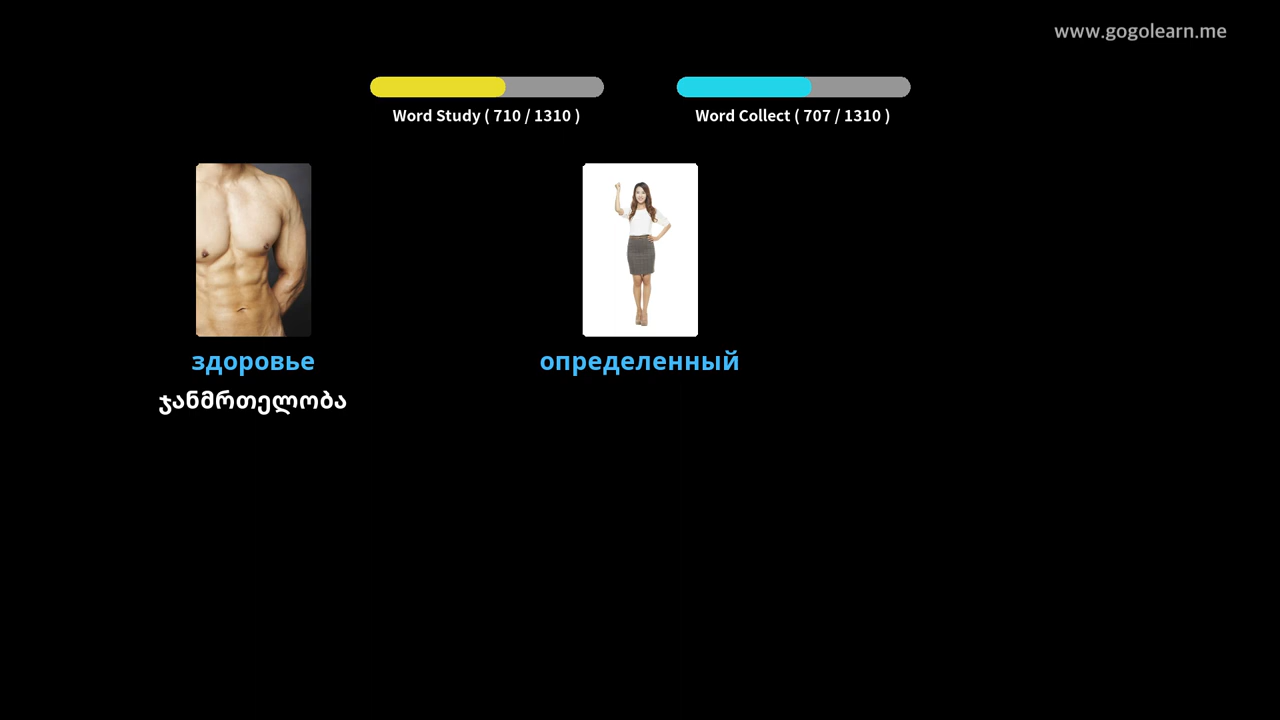 www.gogolearn.me
Word Study ( 710 / 1310 )
Word Collect ( 707 / 1310 )
здоровье
определенный
ჯანმრთელობა